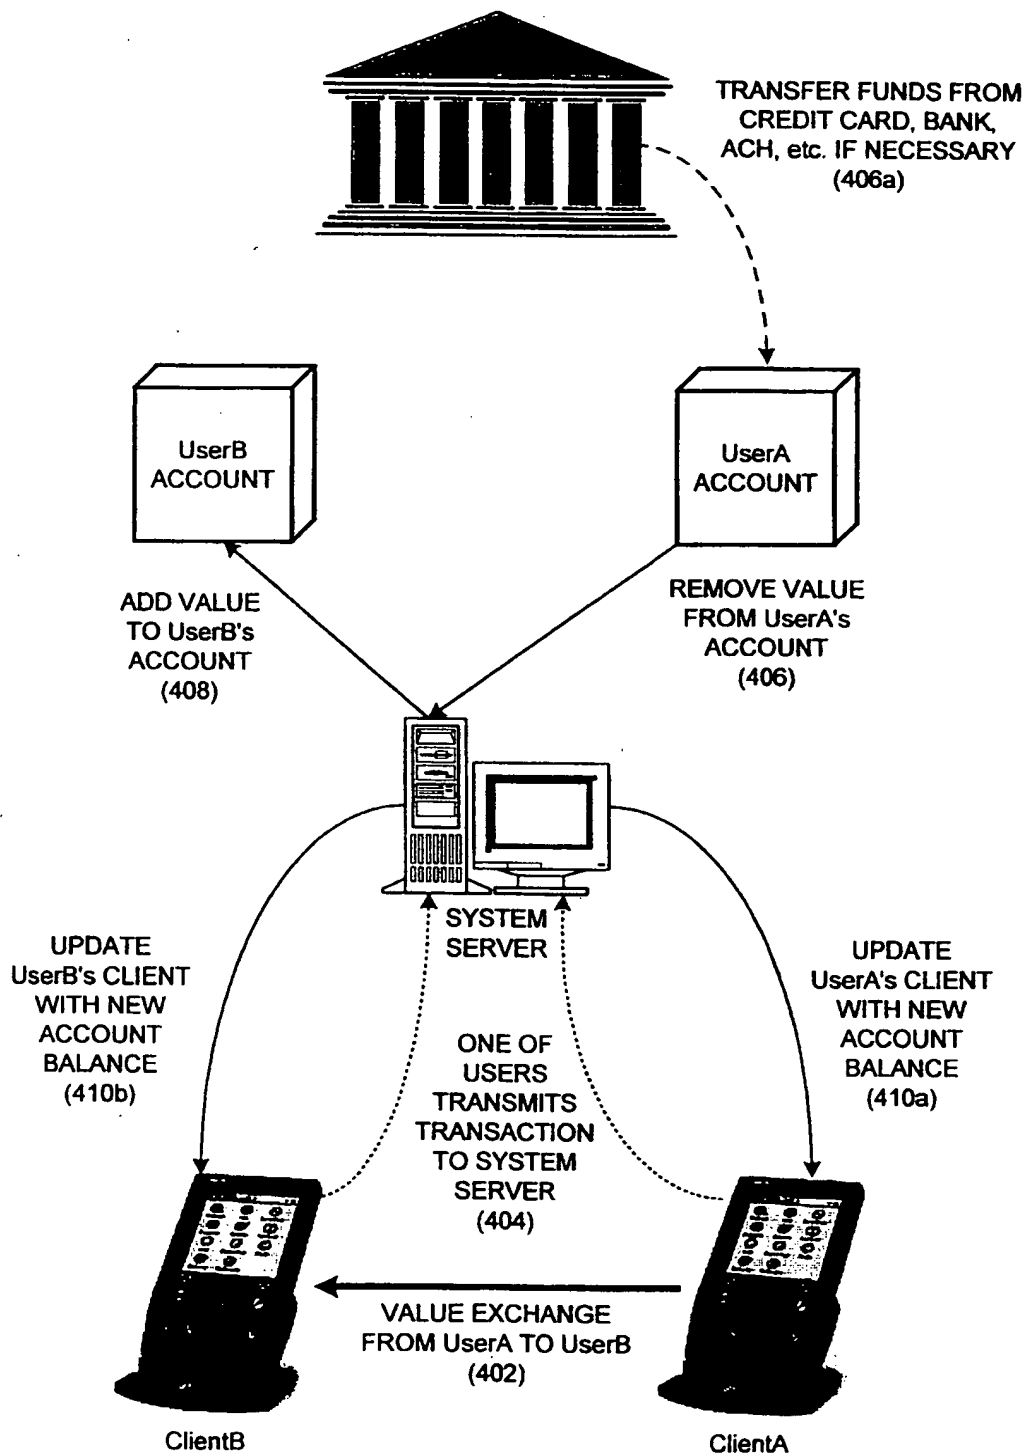 TRANSFER FUNDS FROM
CREDIT CARD, BANK,
ACH, etc. IF NECESSARY
(406a)
UserB
ACCOUNT
UserA
ACCOUNT
ADD VALUE
TO UserB's
ACCOUNT
(408)
REMOVE VALUE
FROM UserA's
ACCOUNT
(406)
SYSTEM
SERVER
UPDATE
UserB's CLIENT
WITH NEW
ACCOUNT
BALANCE
(410b)
ONE OF
USERS
TRANSMITS
TRANSACTION
TO SYSTEM
SERVER
(404)
UPDATE
UserA's CLIENT
WITH NEW
ACCOUNT
BALANCE
(410a)
VALUE EXCHANGE
FROM UserA TO UserB
(402)
ClientB
ClientA